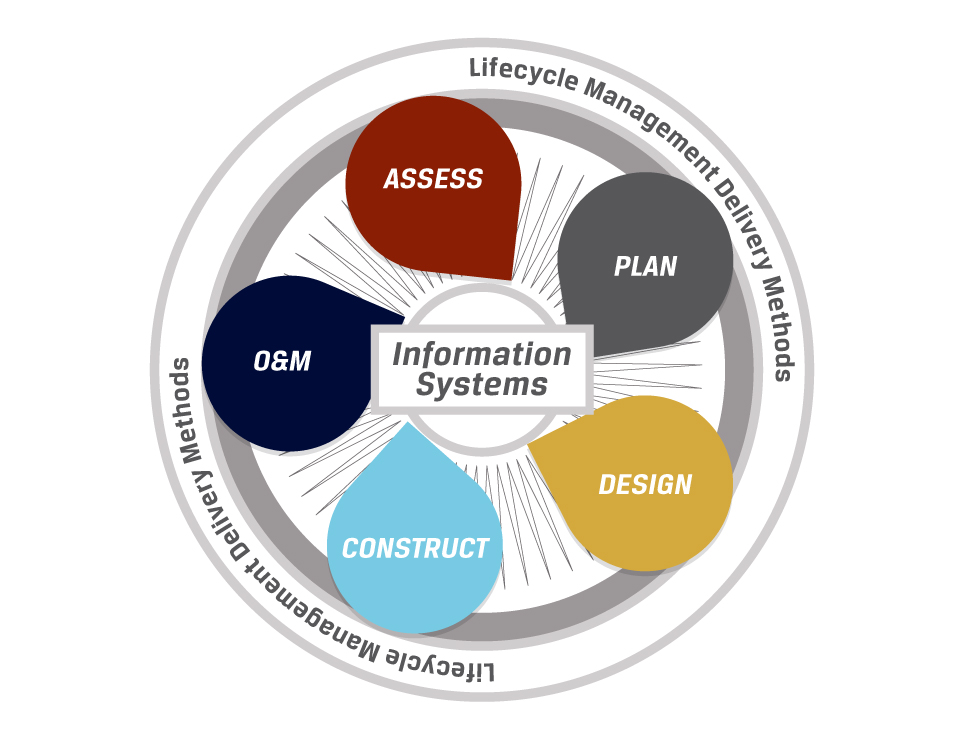 Lifecycle Management Delivery Methods
ASSESS
PLAN
O&M
Information
Systems
DESIGN
CONSTRUCT
Lifecycle Management Delivery Methods